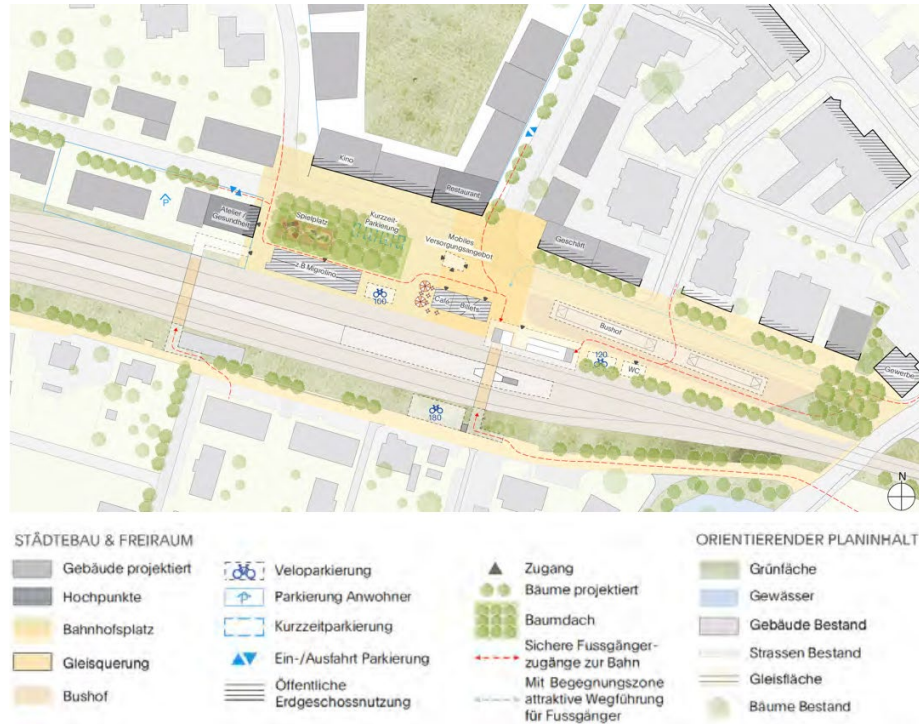 Kino
Restaurant
Atelier /
Gesundheit
Spielplatz
Kurzzeit-
Parkierung
Mobiles
Versorgungsangebot
Geschäft
z.B Migrolino
100
Café
Billets
Bushof
120
WC
Gewerbe
180
N
STÄDTEBAU & FREIRAUM
Gebäude projektiert
Hochpunkte
Bahnhofsplatz
Gleisquerung
Bushof
Veloparkierung
Parkierung Anwohner
Kurzzeitparkierung
Ein-/Ausfahrt Parkierung
Öffentliche
Erdgeschossnutzung
Zugang
Bäume projektiert
Baumdach
Sichere Fussgänger-
zugänge zur Bahn
Mit Begegnungszone
attraktive Wegführung
für Fussgänger
ORIENTIERENDER PLANINHALT
Grünfäche
Gewässer
Gebäude Bestand
Strassen Bestand
Gleisfläche
Bäume Bestand